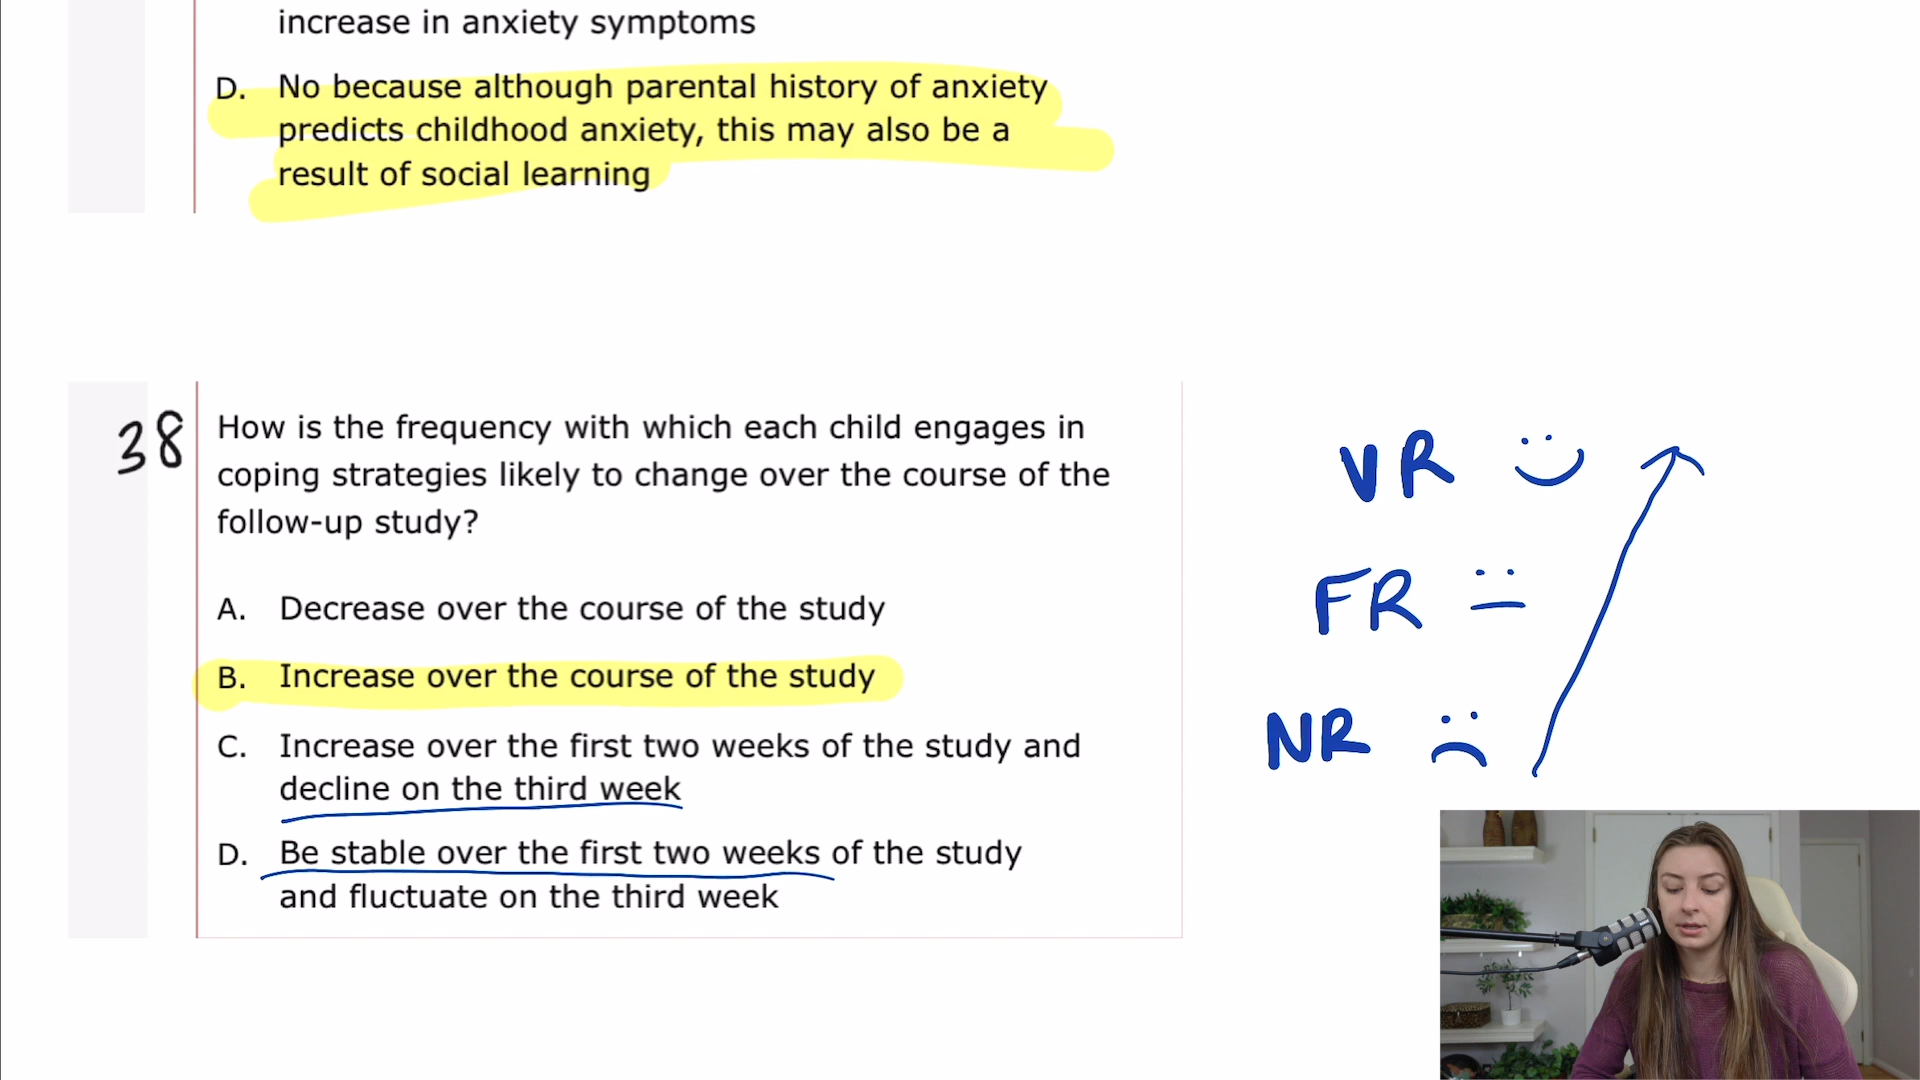 increase in anxiety symptoms
D. No because although parental history of anxiety
predicts childhood anxiety, this may also be a
result of social learning
38
How is the frequency with which each child engages in
coping strategies likely to change over the course of the
follow-up study?
A. Decrease over the course of the study
B. Increase over the course of the study
C. Increase over the first two weeks of the study and
decline on the third week
D. Be stable over the first two weeks of the study
and fluctuate on the third week
VR
FR
NR